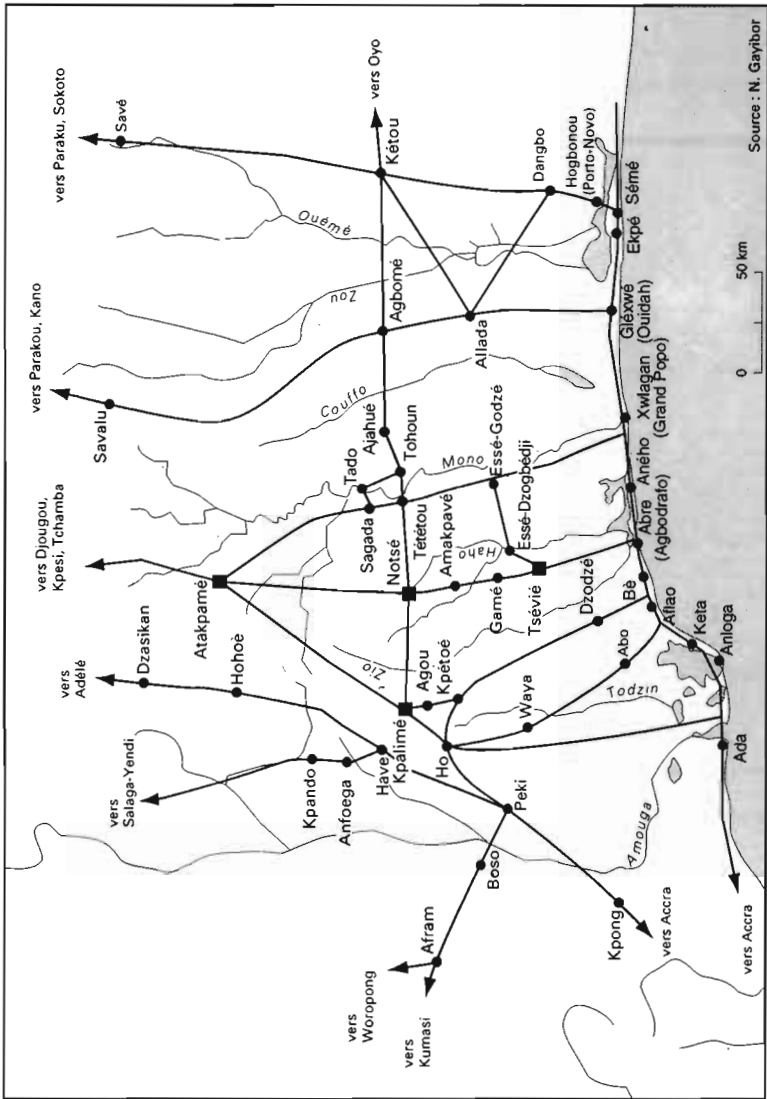 vers Paraku, Sokoto
Savé
vers Oyo
Kétou
Dangbo
Hogbonou
(Porto-Novo)
Sémé
Ekpé
Ouémé
Zou
Agbomé
Allada
Gléxwé
(Ouidah)
vers Parakou, Kano
Savalu
Couffo
Ajahué
Tohoun
Tado
Sagada
Tététou
Mono
Essé-Godzé
Essé-Dzogbédji
Xwlagan
(Grand Popo)
Aného
Abre
(Agbodrafo)
vers Djougou,
Kpesi, Tchamba
Atakpamé
Notsé
Amakpavé
Haho
Gamé
Tsévié
Bè
Aflao
Dzodzé
Abo
Keta
Anloga
vers
Adélé
Dzasikan
Hohoè
Zio
Agou
Kpétoé
Kpálimé
Have
Ho
Waya
Todzin
Ada
vers
Salaga-Yendi
Kpando
Anfoega
Peki
Amouga
Boso
Afram
vers
Woropong
vers
Kumasi
Kpong
vers Accra
vers Accra
0 50 km
Source : N. Gayibor